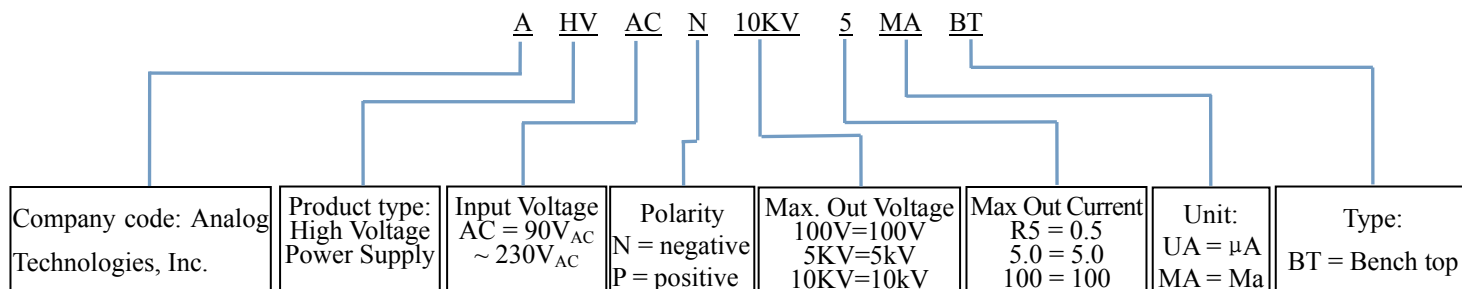 A HV AC N 10KV 5 MA BT
Company code: Analog
Technologies, Inc.
Product type:
High Voltage
Power Supply
Input Voltage
AC = 90VAC
~ 230VAC
Polarity
N = negative
P = positive
Max. Out Voltage
100V=100V
5KV=5kV
10KV=10kV
Max Out Current
R5 = 0.5
5.0 = 5.0
100 = 100
Unit:
UA = μA
MA = Ma
Type:
BT = Bench top